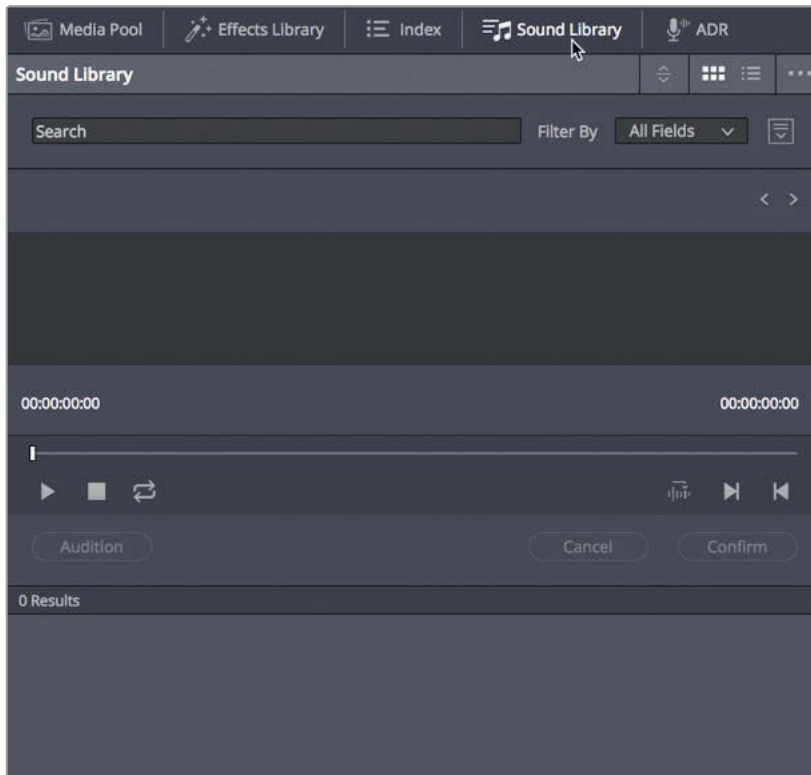 Media Pool Effects Library Index Sound Library ADR
Sound Library
Search Filter By All Fields
00:00:00:00 00:00:00:00
Audition Cancel Confirm
0 Results